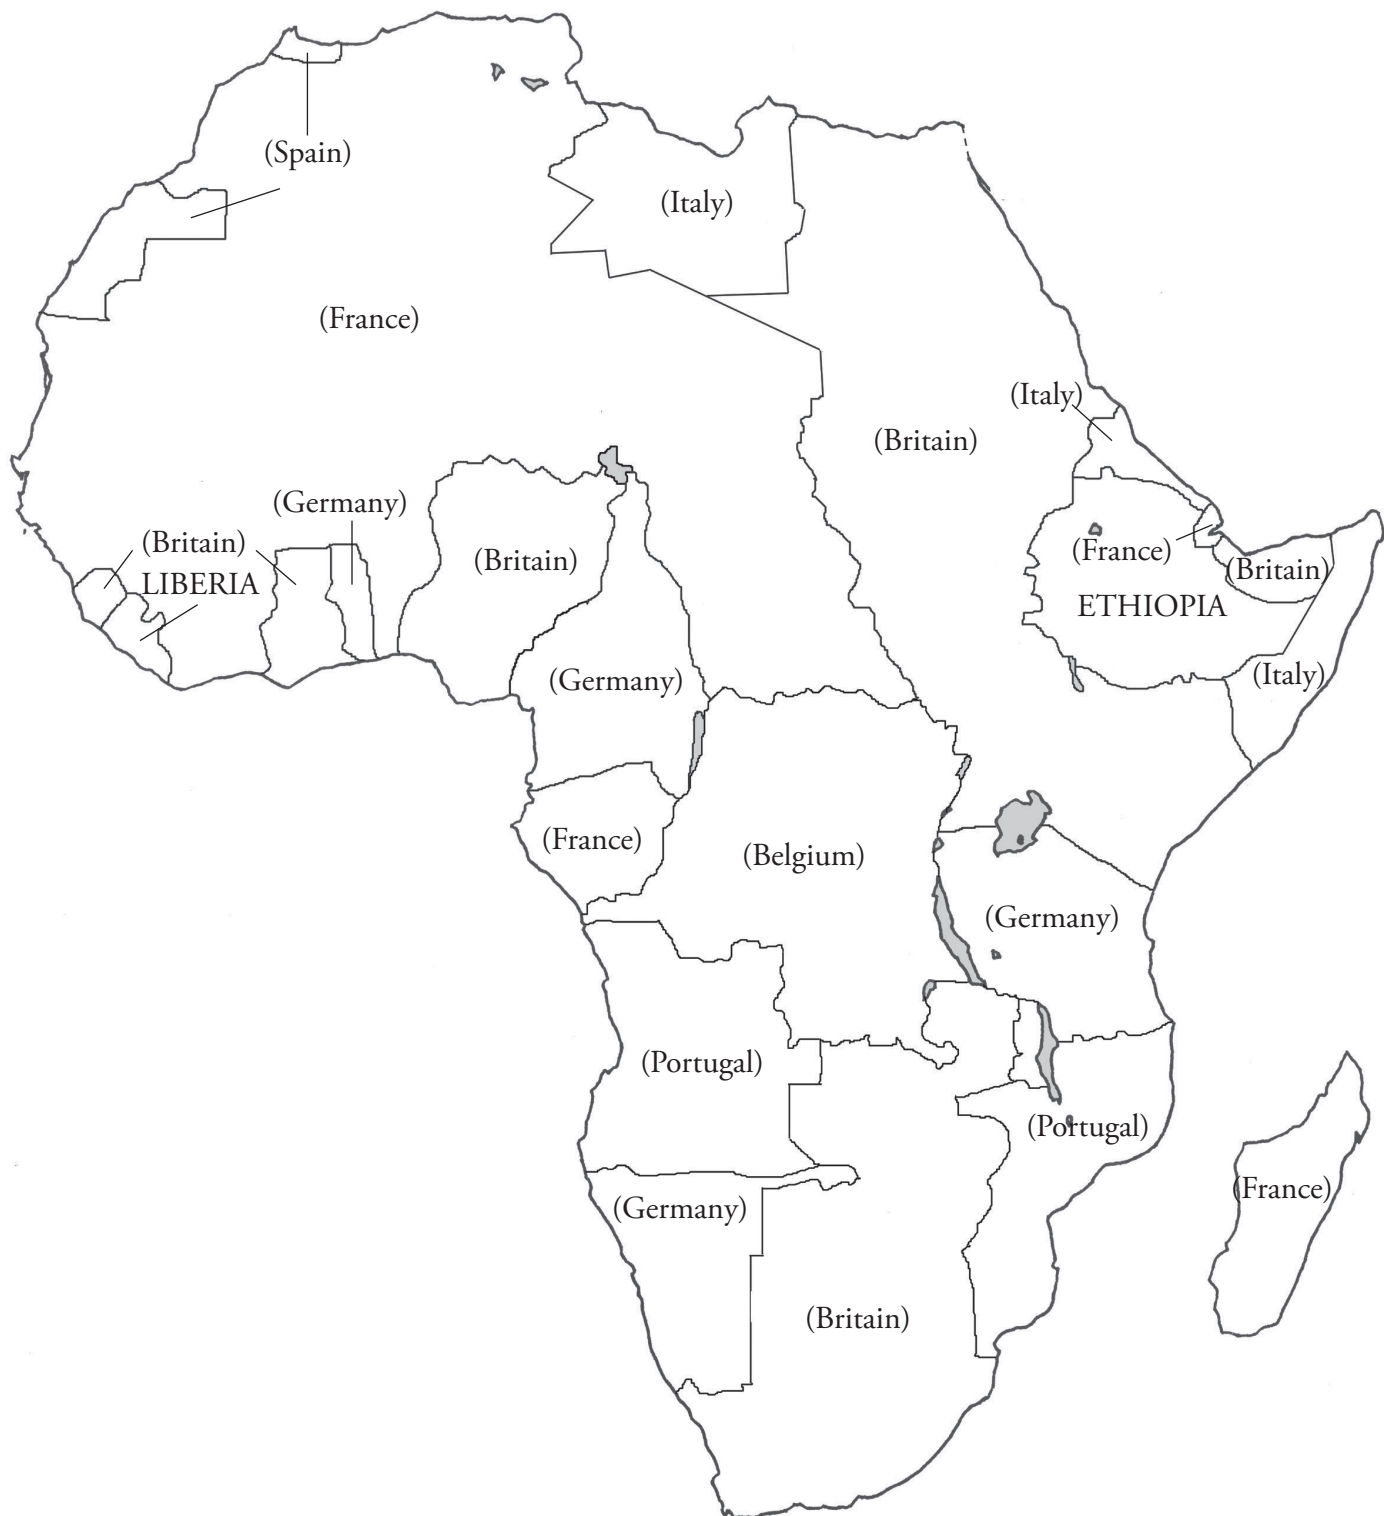 (Spain)
(Italy)
(France)
(Italy)
(Britain)
(Germany)
(Britain)
(Britain)
(France)
LIBERIA
(Britain)
ETHIOPIA
(Germany)
(Italy)
(France)
(Belgium)
(Germany)
(Portugal)
(Portugal)
(France)
(Germany)
(Britain)